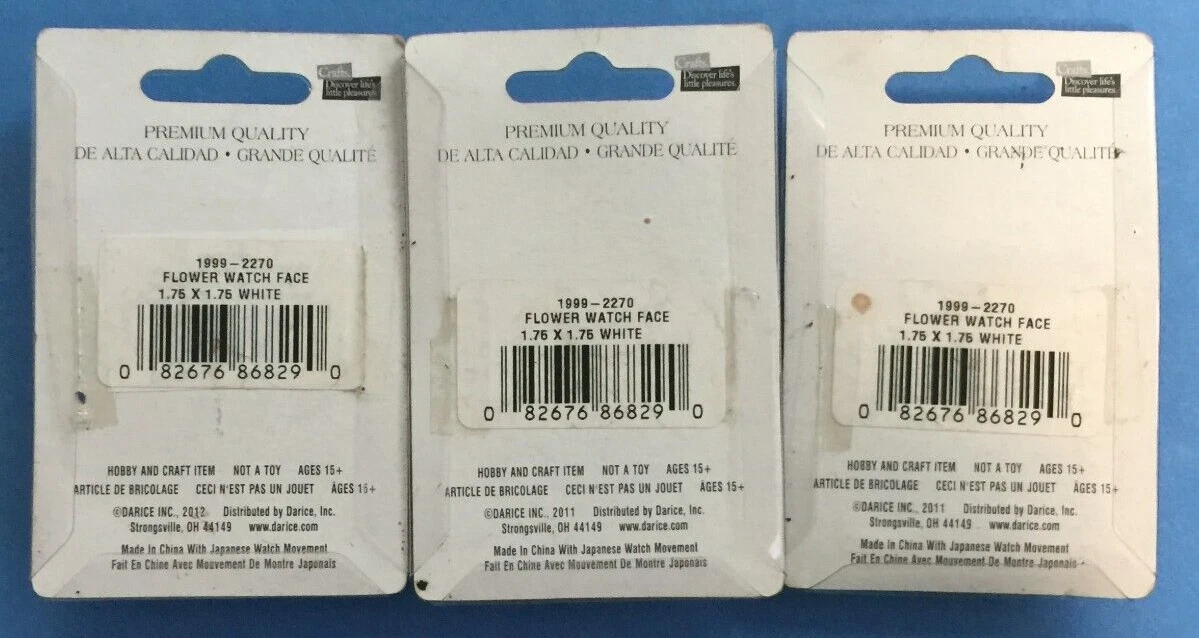 Crafts
Discover life's
little pleasures.
PREMIUM QUALITY
DE ALTA CALIDAD • GRANDE QUALITÉ
1999-2270
FLOWER WATCH FACE
1.75 X 1.75 WHITE
0 82676 86829 0
HOBBY AND CRAFT ITEM NOT A TOY AGES 15+
ARTICLE DE BRICOLAGE CECI N'EST PAS UN JOUET ÂGES 15+
©DARICE INC., 2012 Distributed by Darice, Inc.
Strongsville, OH 44149 www.darice.com
Made In China With Japanese Watch Movement
Fait En Chine Avec Mouvement De Montre Japonais
Crafts
Discover life's
little pleasures.
PREMIUM QUALITY
DE ALTA CALIDAD • GRANDE QUALITÉ
1999-2270
FLOWER WATCH FACE
1.75 X 1.75 WHITE
0 82676 86829 0
HOBBY AND CRAFT ITEM NOT A TOY AGES 15+
ARTICLE DE BRICOLAGE CECI N'EST PAS UN JOUET ÂGES 15+
©DARICE INC., 2011 Distributed by Darice, Inc.
Strongsville, OH 44149 www.darice.com
Made In China With Japanese Watch Movement
Fait En Chine Avec Mouvement De Montre Japonais
Crafts
Discover life's
little pleasures.
PREMIUM QUALITY
DE ALTA CALIDAD • GRANDE QUALITÉ
1999-2270
FLOWER WATCH FACE
1.75 X 1.75 WHITE
0 82676 86829 0
HOBBY AND CRAFT ITEM NOT A TOY AGES 15+
ARTICLE DE BRICOLAGE CECI N'EST PAS UN JOUET ÂGES 15+
©DARICE INC., 2011 Distributed by Darice, Inc.
Strongsville, OH 44149 www.darice.com
Made In China With Japanese Watch Movement
Fait En Chine Avec Mouvement De Montre Japonais